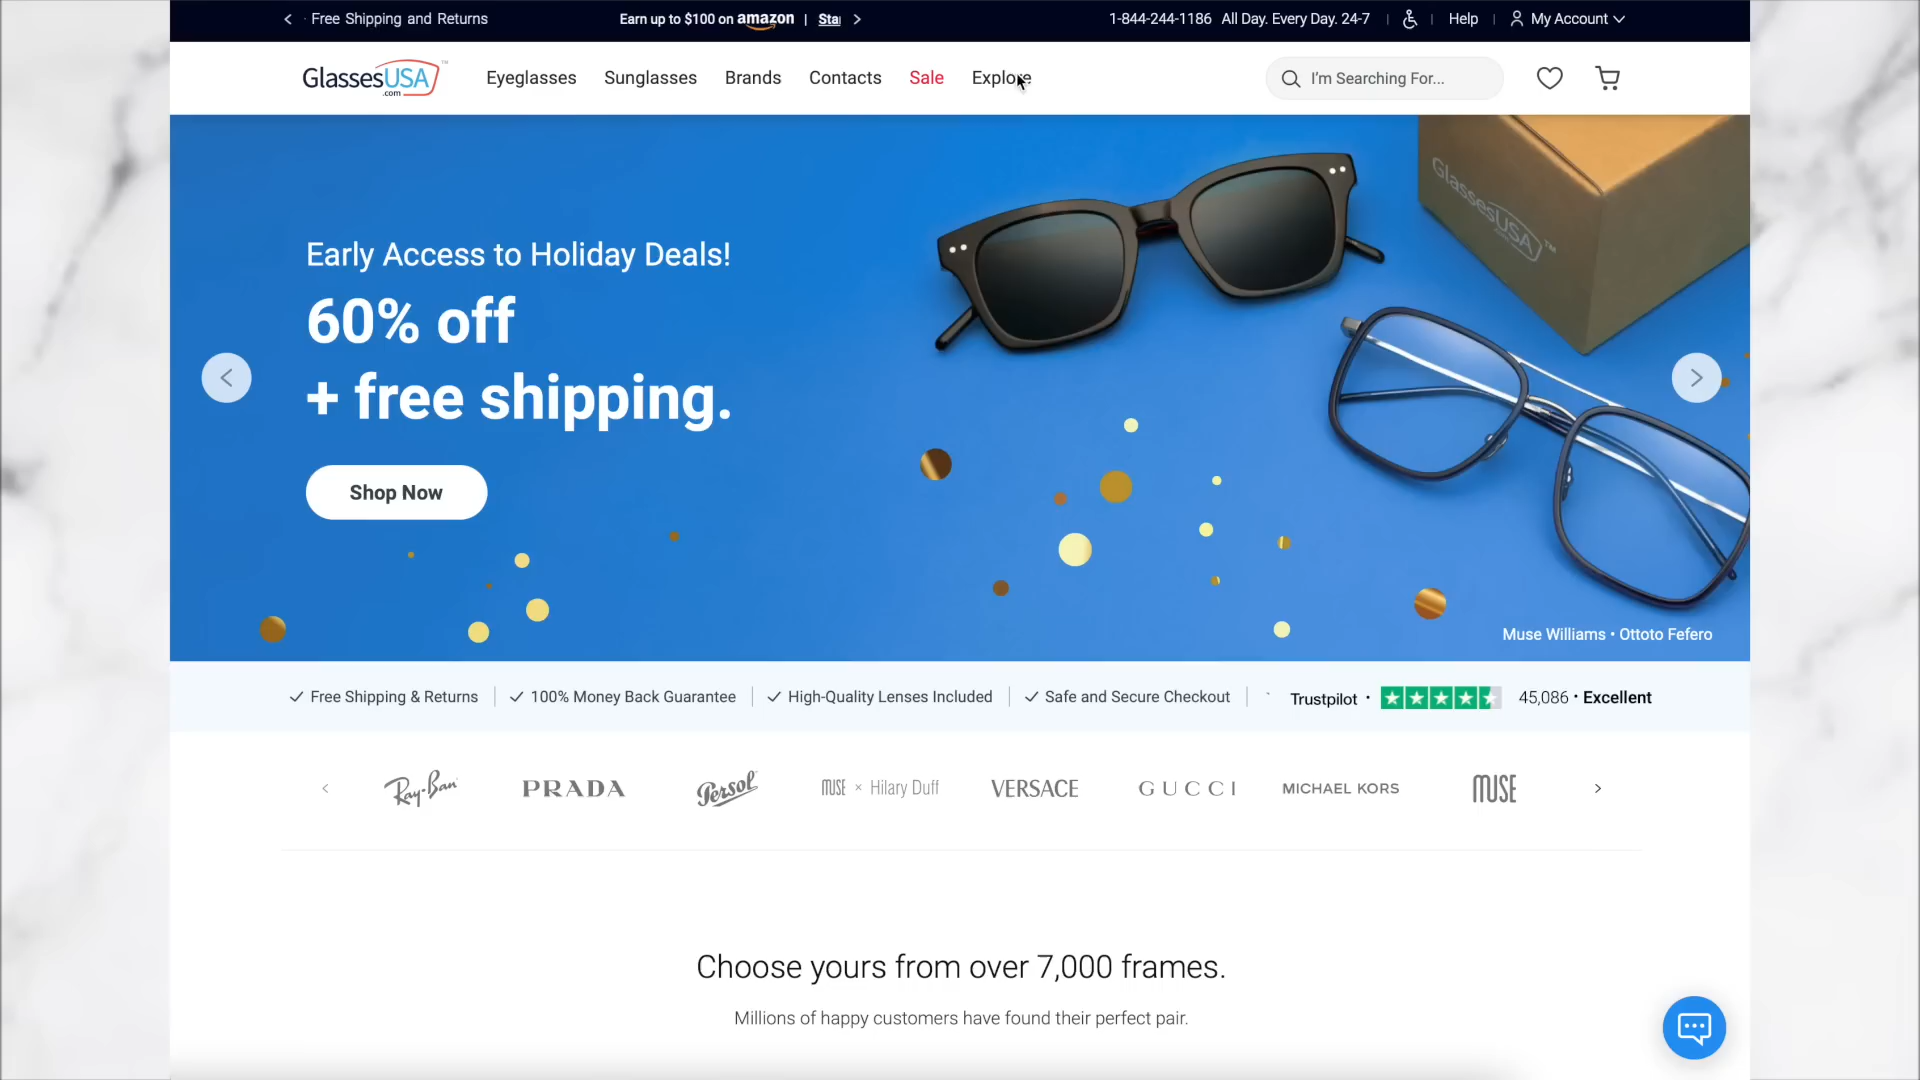 Free Shipping and Returns
Earn up to $100 on amazon | Sta
1-844-244-1186 All Day. Every Day. 24-7 | | Help | My Account
GlassesUSA™
.com
Eyeglasses Sunglasses Brands Contacts Sale Explore
I'm Searching For...
GlassesUSA™
.com
Early Access to Holiday Deals!
60% off
+ free shipping.
Shop Now
Muse Williams • Ottoto Fefero
Free Shipping & Returns | 100% Money Back Guarantee | High-Quality Lenses Included | Safe and Secure Checkout | Trustpilot • 45,086 • Excellent
Ray-Ban PRADA Persol MUSE × Hilary Duff VERSACE GUCCI MICHAEL KORS MUSE
Choose yours from over 7,000 frames.
Millions of happy customers have found their perfect pair.